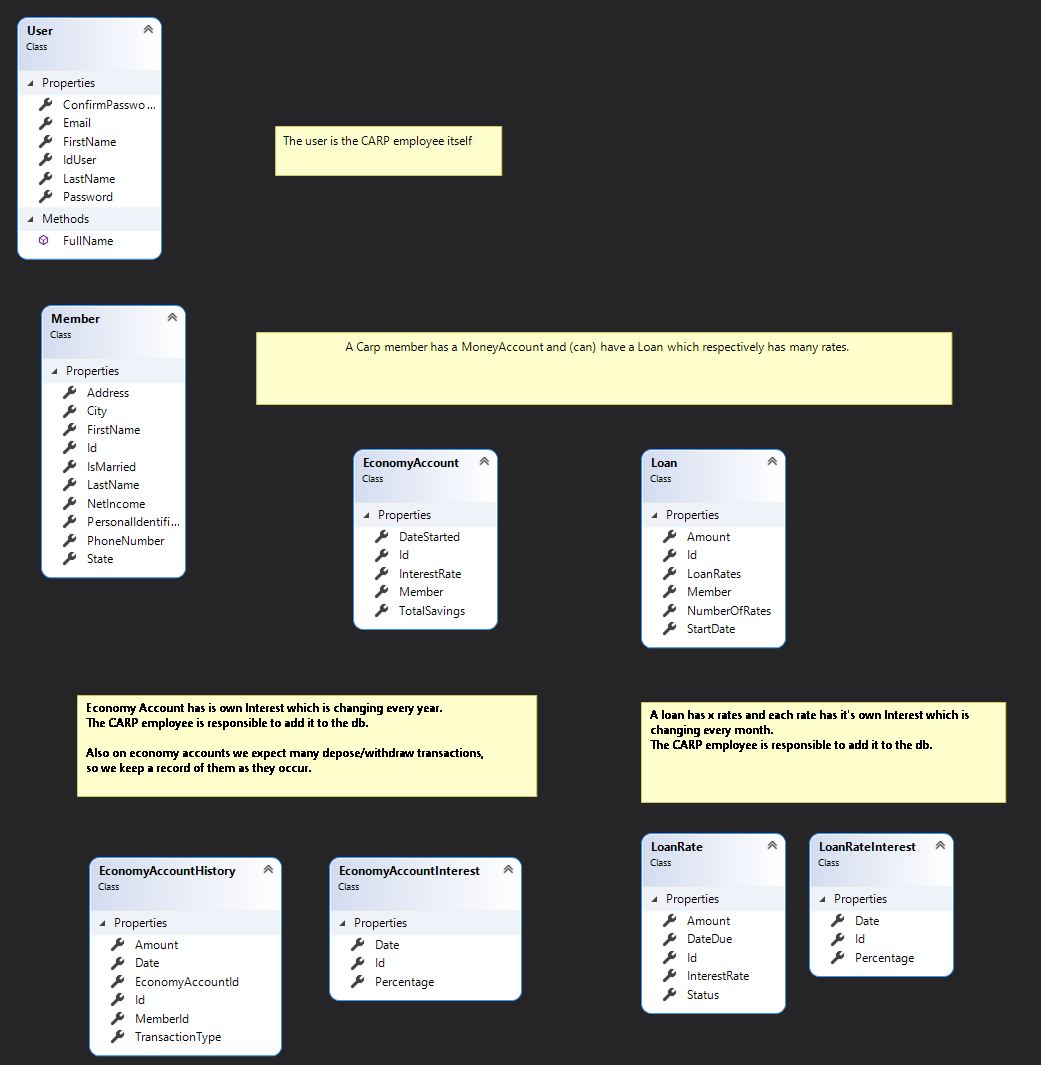 User
Class
Properties
ConfirmPasswo...
Email
FirstName
IdUser
LastName
Password
Methods
FullName
The user is the CARP employee itself
Member
Class
Properties
Address
City
FirstName
Id
IsMarried
LastName
NetIncome
PersonalIdentifi...
PhoneNumber
State
A Carp member has a MoneyAccount and (can) have a Loan which respectively has many rates.
EconomyAccount
Class
Properties
DateStarted
Id
InterestRate
Member
TotalSavings
Loan
Class
Properties
Amount
Id
LoanRates
Member
NumberOfRates
StartDate
Economy Account has is own Interest which is changing every year.
The CARP employee is responsible to add it to the db.
Also on economy accounts we expect many depose/withdraw transactions,
so we keep a record of them as they occur.
A loan has x rates and each rate has it's own Interest which is
changing every month.
The CARP employee is responsible to add it to the db.
EconomyAccountHistory
Class
Properties
Amount
Date
EconomyAccountId
Id
MemberId
TransactionType
EconomyAccountInterest
Class
Properties
Date
Id
Percentage
LoanRate
Class
Properties
Amount
DateDue
Id
InterestRate
Status
LoanRateInterest
Class
Properties
Date
Id
Percentage